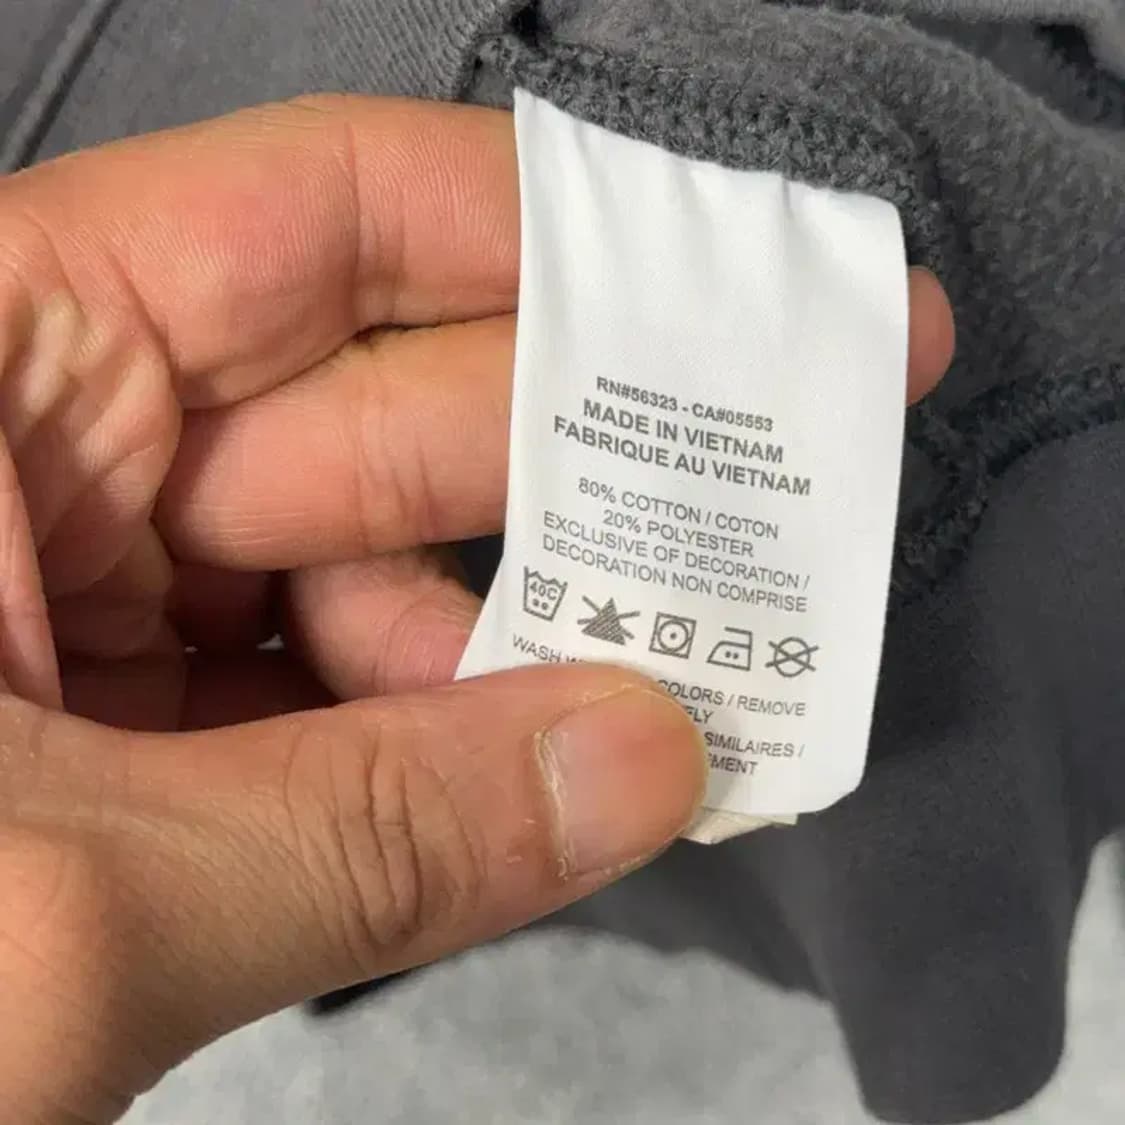 RN#56323 - CA#05553
MADE IN VIETNAM
FABRIQUE AU VIETNAM
80% COTTON / COTON
20% POLYESTER
EXCLUSIVE OF DECORATION /
DECORATION NON COMPRISE
40C
WASH COLORS / REMOVE
SIMILAIRES /